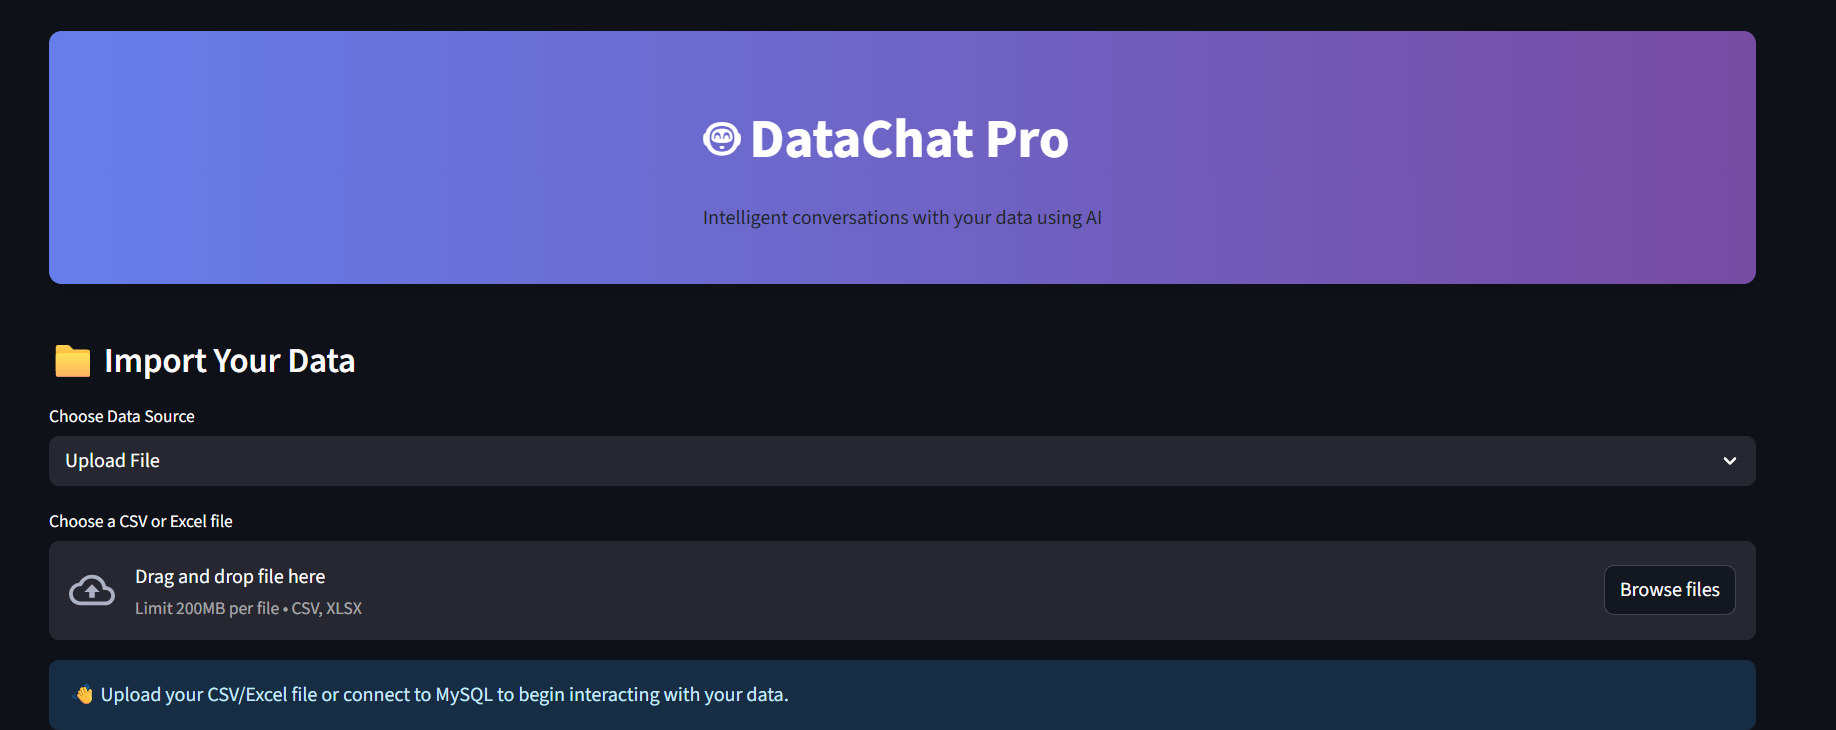 DataChat Pro
Intelligent conversations with your data using AI
Import Your Data
Choose Data Source
Upload File
Choose a CSV or Excel file
Drag and drop file here
Limit 200MB per file • CSV, XLSX
Browse files
👋 Upload your CSV/Excel file or connect to MySQL to begin interacting with your data.